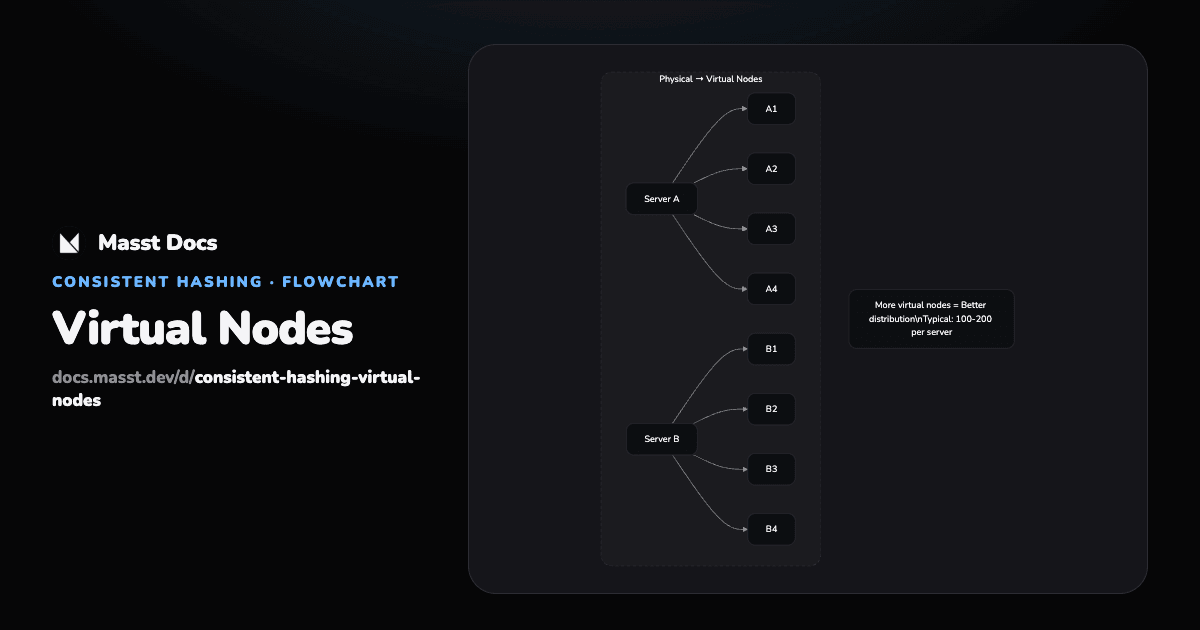 Masst Docs
CONSISTENT HASHING · FLOWCHART
Virtual Nodes
docs.masst.dev/d/consistent-hashing-virtual-
nodes
Physical → Virtual Nodes
A1
A2
Server A
A3
A4
B1
B2
Server B
B3
B4
More virtual nodes = Better
distribution\nTypical: 100-200
per server